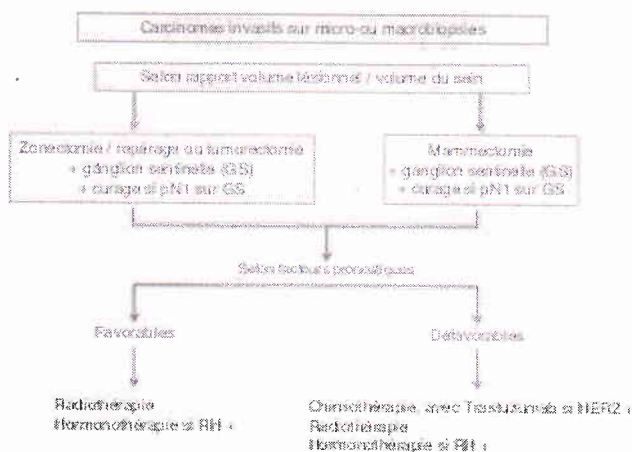 Carcinomes invasifs sur micro-ou macrobiopsies
Selon rapport volume lésionnel / volume du sein
Zonectomie / repérage ou tumorectomie
+ ganglion sentinelle (GS)
+ curage si pN1 sur GS
Mammectomie
+ ganglion sentinelle (GS)
+ curage si pN1 sur GS
Selon facteurs pronostiques
Favorables
Défavorables
Radiothérapie
Hormonothérapie si RH +
Chimiothérapie, avec Trastuzumab si HER2 +
Radiothérapie
Hormonothérapie si RH +